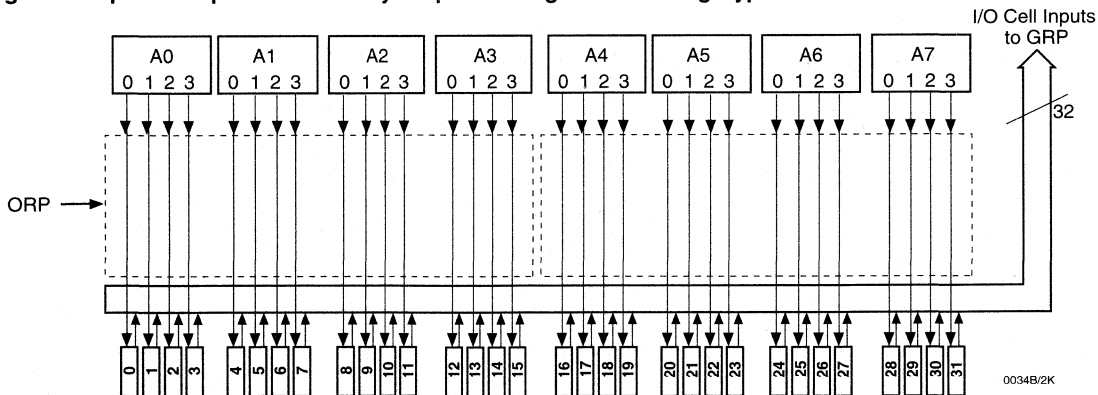 I/O Cell Inputs
to GRP
A0 A1 A2 A3 A4 A5 A6 A7
0 1 2 3 0 1 2 3 0 1 2 3 0 1 2 3 0 1 2 3 0 1 2 3 0 1 2 3 0 1 2 3
32
ORP
0 1 2 3 4 5 6 7 8 9 10 11 12 13 14 15 16 17 18 19 20 21 22 23 24 25 26 27 28 29 30 31
0034B/2K